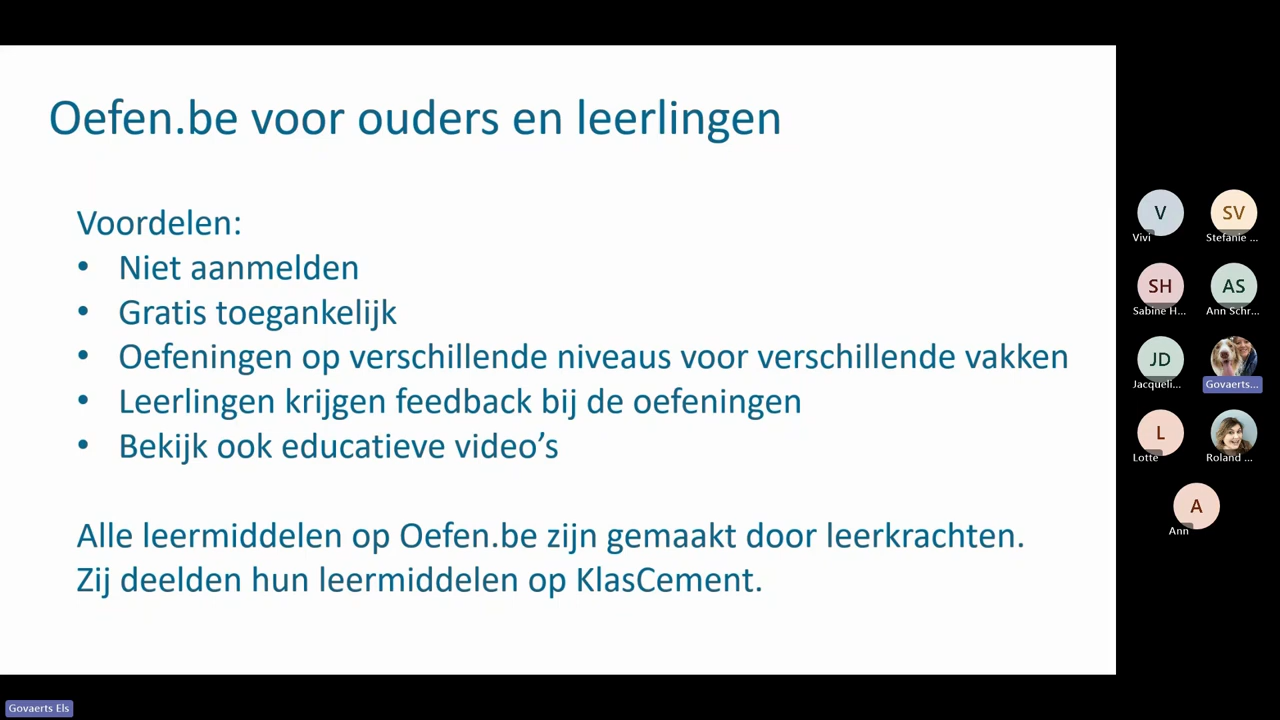 Oefen.be voor ouders en leerlingen
Voordelen:
• Niet aanmelden
• Gratis toegankelijk
• Oefeningen op verschillende niveaus voor verschillende vakken
• Leerlingen krijgen feedback bij de oefeningen
• Bekijk ook educatieve video’s
Alle leermiddelen op Oefen.be zijn gemaakt door leerkrachten.
Zij deelden hun leermiddelen op KlasCement.
V
Vivi
SV
Stefanie ...
SH
Sabine H...
AS
Ann Schr...
JD
Jacqueli...
Govaerts...
L
Lotte
Roland ...
A
Ann
Govaerts Els